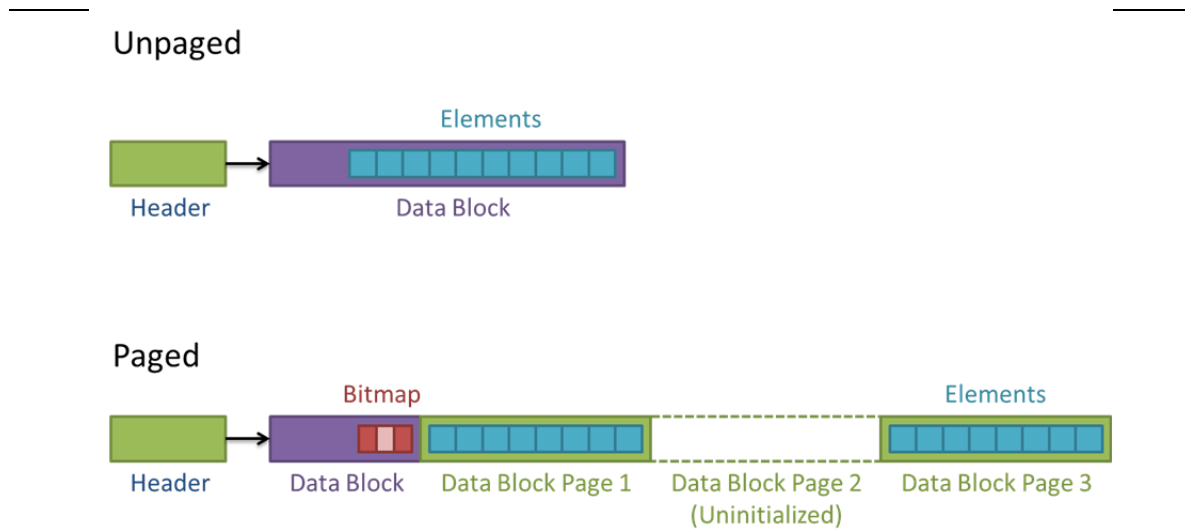 Unpaged
Elements
Header
Data Block
Paged
Bitmap
Elements
Header
Data Block
Data Block Page 1
Data Block Page 2
(Uninitialized)
Data Block Page 3